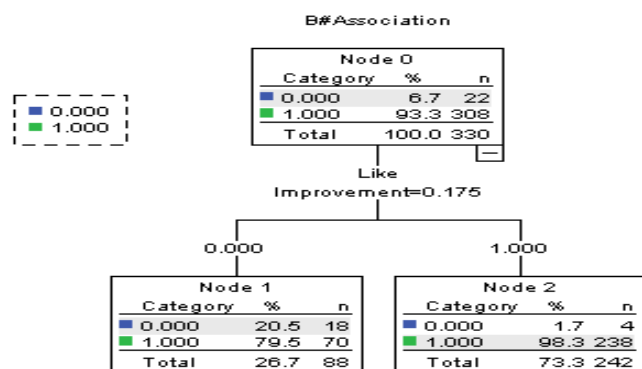 B#Association
Node 0
Category % n
0.000 6.7 22
1.000 93.3 308
Total 100.0 330
0.000
1.000
Like
Improvement=0.175
0.000 1.000
Node 1
Category % n
0.000 20.5 18
1.000 79.5 70
Total 26.7 88
Node 2
Category % n
0.000 1.7 4
1.000 98.3 238
Total 73.3 242